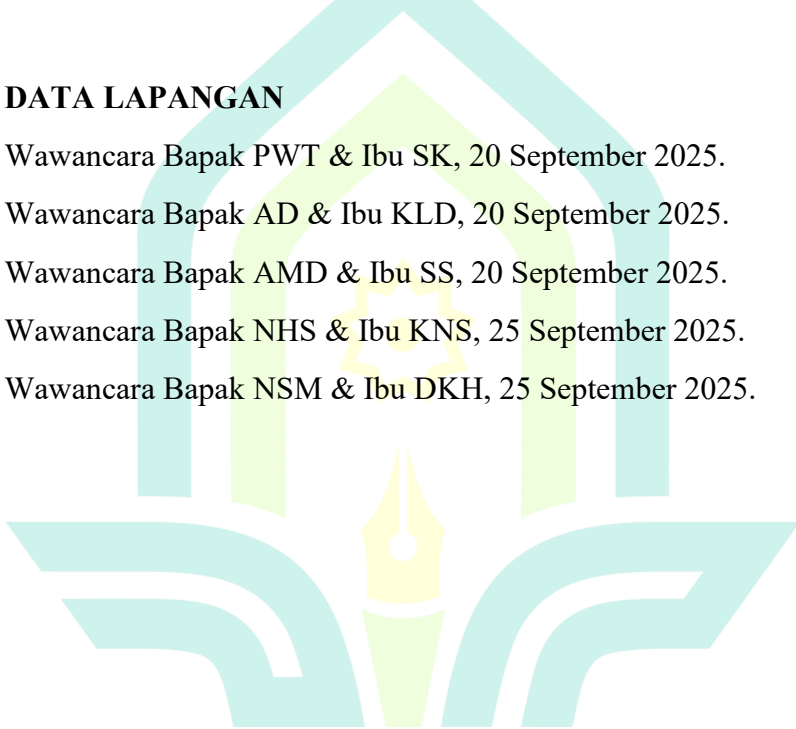 DATA LAPANGAN
Wawancara Bapak PWT & Ibu SK, 20 September 2025.
Wawancara Bapak AD & Ibu KLD, 20 September 2025.
Wawancara Bapak AMD & Ibu SS, 20 September 2025.
Wawancara Bapak NHS & Ibu KNS, 25 September 2025.
Wawancara Bapak NSM & Ibu DKH, 25 September 2025.